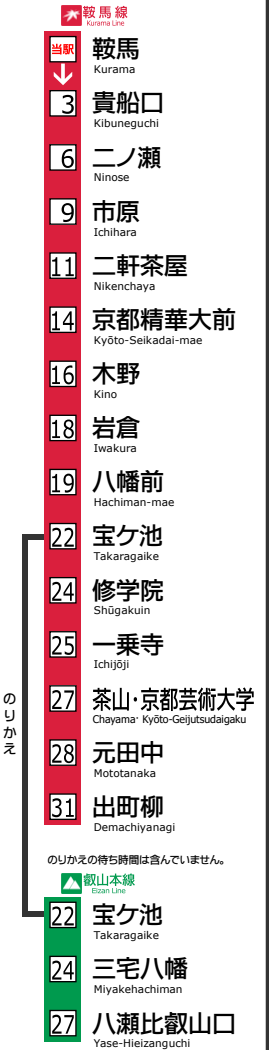 鞍馬線
Kurama Line
当駅
鞍馬
Kurama
3
貴船口
Kibuneguchi
6
二ノ瀬
Ninose
9
市原
Ichihara
11
二軒茶屋
Nikenchaya
14
京都精華大前
Kyōto-Seikadai-mae
16
木野
Kino
18
岩倉
Iwakura
19
八幡前
Hachiman-mae
22
宝ケ池
Takaragaike
24
修学院
Shūgakuin
25
一乗寺
Ichijōji
27
茶山・京都芸術大学
Chayama・Kyōto-Geijutsudaigaku
28
元田中
Mototanaka
31
出町柳
Demachiyanagi
のりかえ
のりかえの待ち時間は含んでいません。
叡山本線
Eizan Line
22
宝ケ池
Takaragaike
24
三宅八幡
Miyakehachiman
27
八瀬比叡山口
Yase-Hieizanguchi